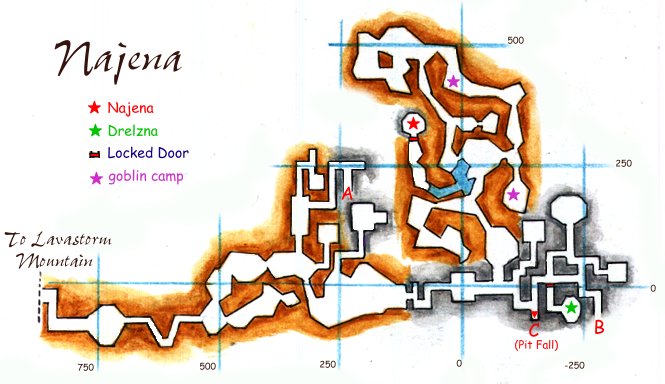 Najena
500
Najena
Drelzna
Locked Door
goblin camp
250
A
To Lavastorm
Mountain
0
C
B
(Pit Fall)
750
500
250
0
-250